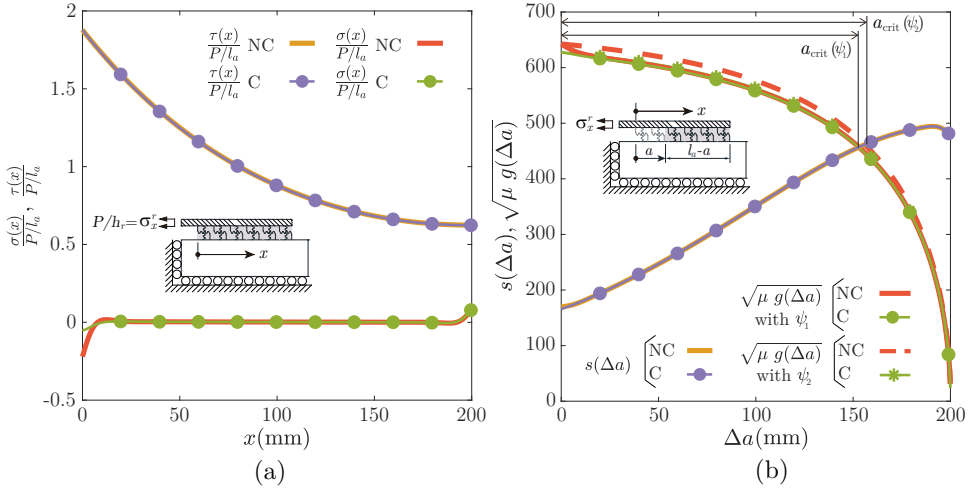 2
1.5
1
0.5
0
-0.5
σ(x)/P/l_a , τ(x)/P/l_a
τ(x)/P/l_a NC
σ(x)/P/l_a NC
τ(x)/P/l_a C
σ(x)/P/l_a C
P/h_r=σ_x^r
x
0 50 100 150 200
x(mm)
(a)
700
600
500
400
300
200
100
0
s(Δa), √μ g(Δa)
a_crit(ψ_2)
a_crit(ψ_1)
x
σ_x^r
a
l_a-a
√μ g(Δa)
with ψ_1
NC
C
s(Δa)
NC
C
√μ g(Δa)
with ψ_2
NC
C
0 50 100 150 200
Δa(mm)
(b)